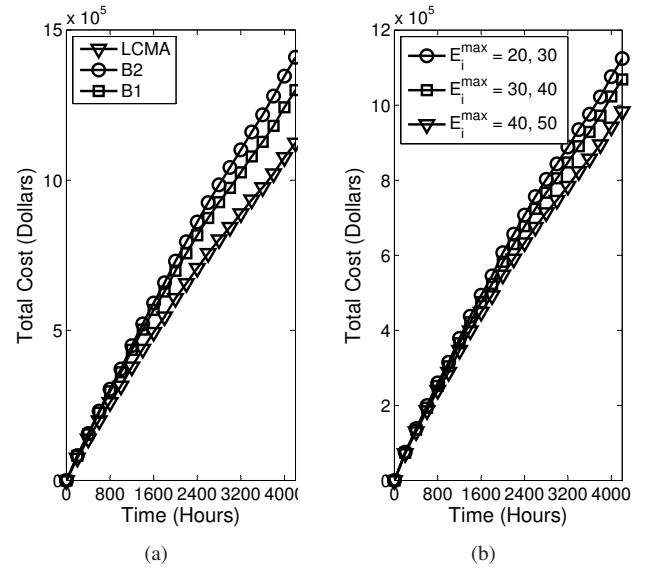 x 10^5
15
10
5
0
LCMA
B2
B1
Total Cost (Dollars)
0 800 1600 2400 3200 4000
Time (Hours)
(a)
x 10^5
12
10
8
6
4
2
0
E_i^max = 20, 30
E_i^max = 30, 40
E_i^max = 40, 50
Total Cost (Dollars)
0 800 1600 2400 3200 4000
Time (Hours)
(b)